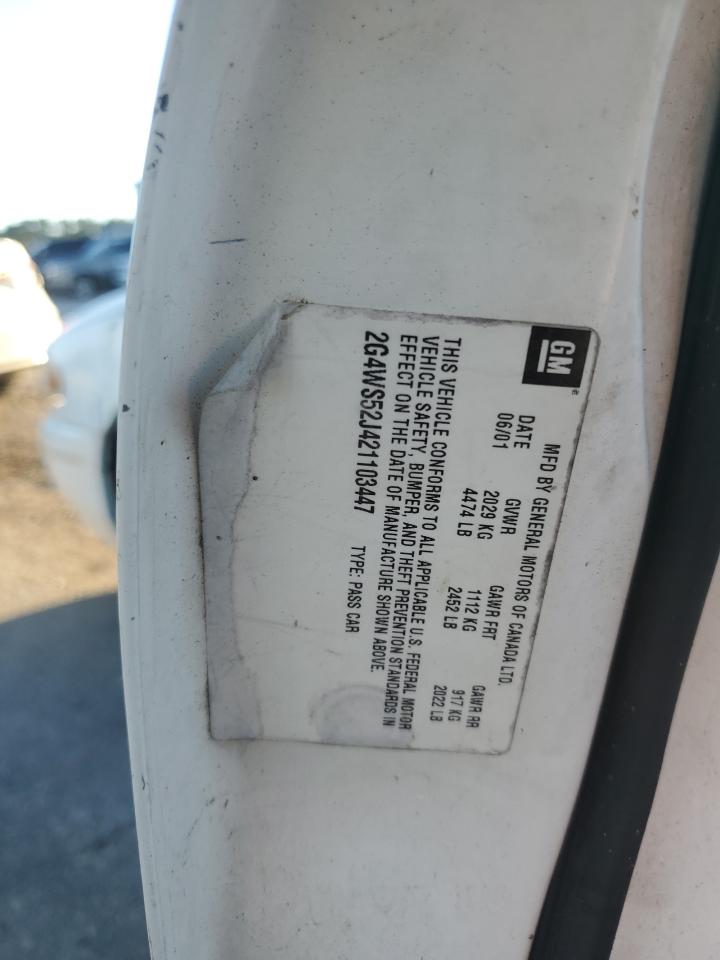 GM
MFD BY GENERAL MOTORS OF CANADA LTD.
DATE GVWR GAWR FRT GAWR RR
06/01 2029 KG 1112 KG 917 KG
4474 LB 2452 LB 2022 LB
THIS VEHICLE CONFORMS TO ALL APPLICABLE U.S. FEDERAL MOTOR
VEHICLE SAFETY, BUMPER, AND THEFT PREVENTION STANDARDS IN
EFFECT ON THE DATE OF MANUFACTURE SHOWN ABOVE.
2G4WS52J421103447 TYPE: PASS CAR